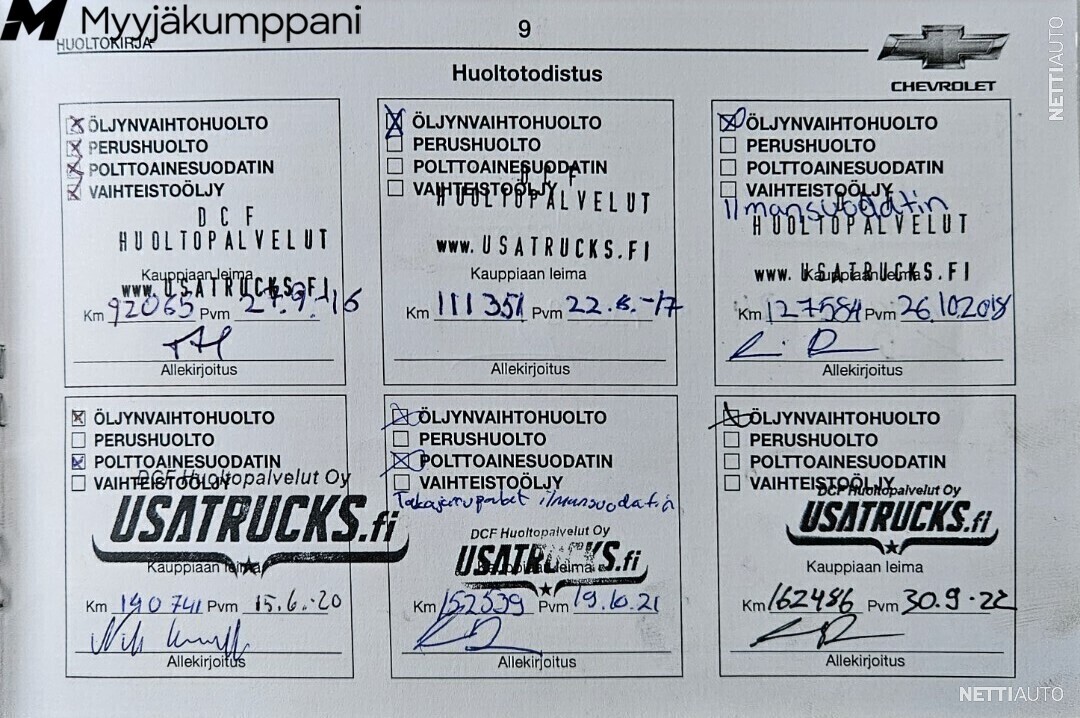 Myyjäkumppani
HUOLTOKIRJA
9
CHEVROLET
NETTIAUTO
Huoltotodistus
ÖLJYNVAIHTOHUOLTO
PERUSHUOLTO
POLTTOAINESUODATIN
VAIHTEISTOÖLJY
DCF
HUOLTOPALVELUT
Kauppiaan leima
www.USATRUCKS.FI
Km 92065 Pvm 27.9.-16
Allekirjoitus
ÖLJYNVAIHTOHUOLTO
PERUSHUOLTO
POLTTOAINESUODATIN
VAIHTEISTOÖLJY
DCF
HUOLTOPALVELUT
www.USATRUCKS.FI
Kauppiaan leima
Km 111351 Pvm 22.8.-17
Allekirjoitus
ÖLJYNVAIHTOHUOLTO
PERUSHUOLTO
POLTTOAINESUODATIN
VAIHTEISTOÖLJY
Ilmansuodatin
HUOLTOPALVELUT
www.USATRUCKS.FI
Kauppiaan leima
Km 127584 Pvm 26.10.2018
Allekirjoitus
ÖLJYNVAIHTOHUOLTO
PERUSHUOLTO
POLTTOAINESUODATIN
VAIHTEISTOÖLJY
DCF Huoltopalvelut Oy
USATRUCKS.fi
Kauppiaan leima
Km 140741 Pvm 15.6.-20
Allekirjoitus
ÖLJYNVAIHTOHUOLTO
PERUSHUOLTO
POLTTOAINESUODATIN
VAIHTEISTOÖLJY
Takajarrupalat ilmansuodatin
DCF Huoltopalvelut Oy
USATRUCKS.fi
Kauppiaan leima
Km 152539 Pvm 19.10.21
Allekirjoitus
ÖLJYNVAIHTOHUOLTO
PERUSHUOLTO
POLTTOAINESUODATIN
VAIHTEISTOÖLJY
DCF Huoltopalvelut Oy
USATRUCKS.fi
Kauppiaan leima
Km 162486 Pvm 30.9.22
Allekirjoitus
NETTIAUTO